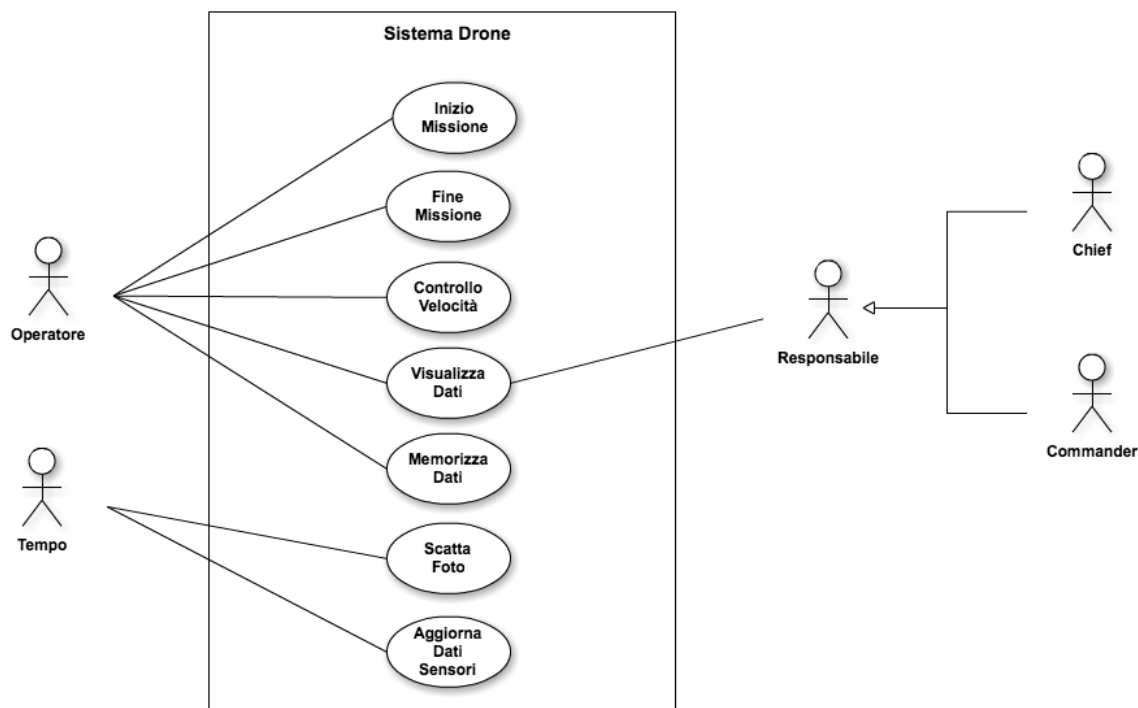 Sistema Drone
Inizio
Missione
Fine
Missione
Controllo
Velocità
Visualizza
Dati
Memorizza
Dati
Scatta
Foto
Aggiorna
Dati
Sensori
Operatore
Tempo
Responsabile
Chief
Commander